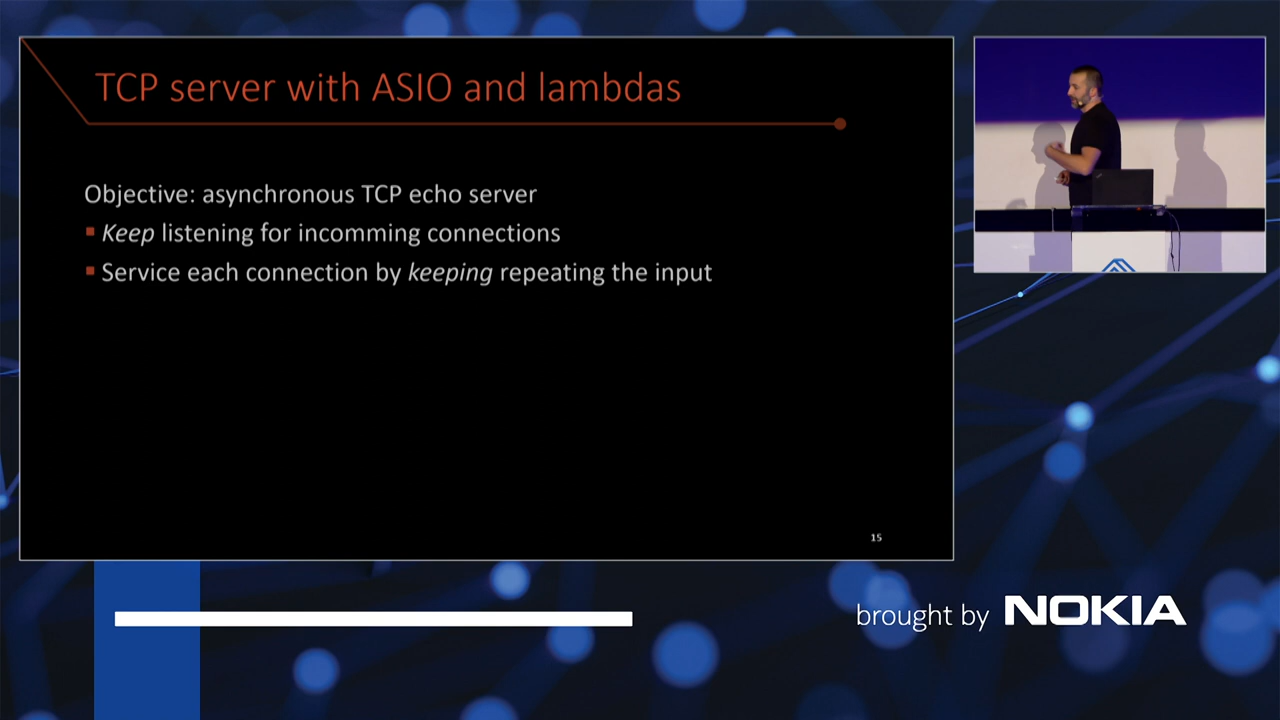 TCP server with ASIO and lambdas
Objective: asynchronous TCP echo server
Keep listening for incomming connections
Service each connection by keeping repeating the input
15
brought by NOKIA